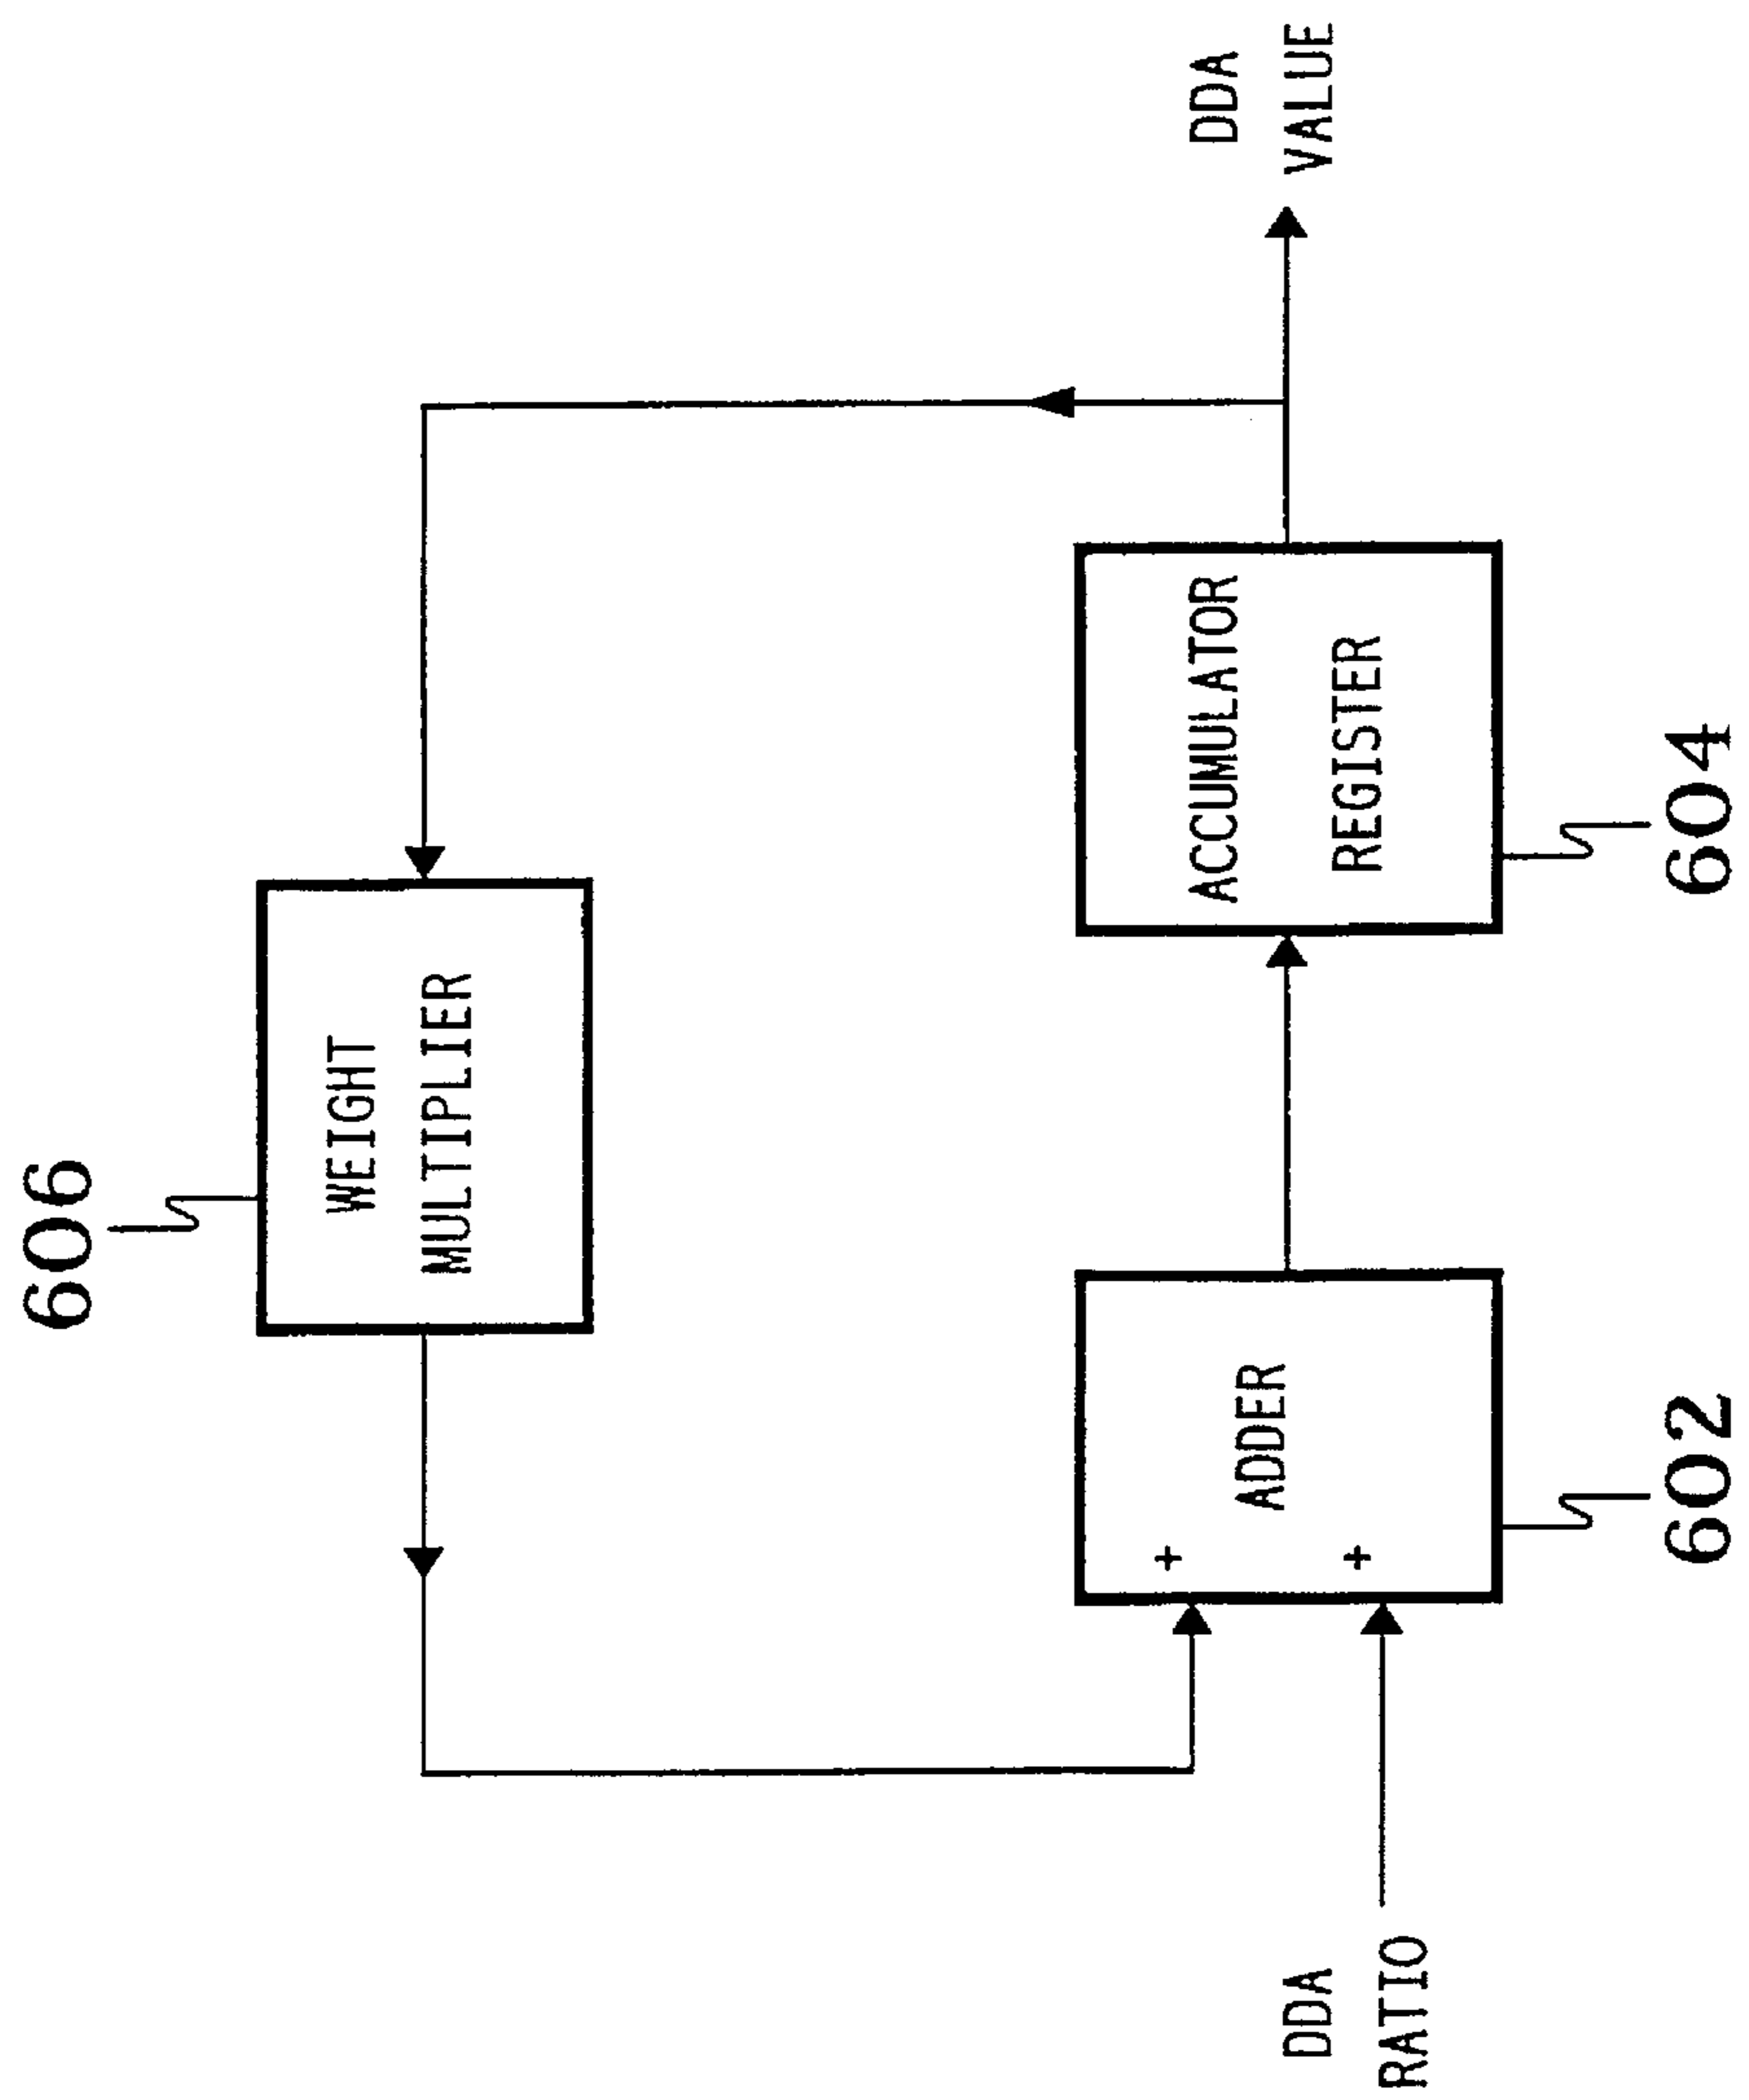 606
WEIGHT
MULTIPLIER
DDA
RATIO
+
+
ADDER
602
ACCUMULATOR
REGISTER
604
DDA
VALUE